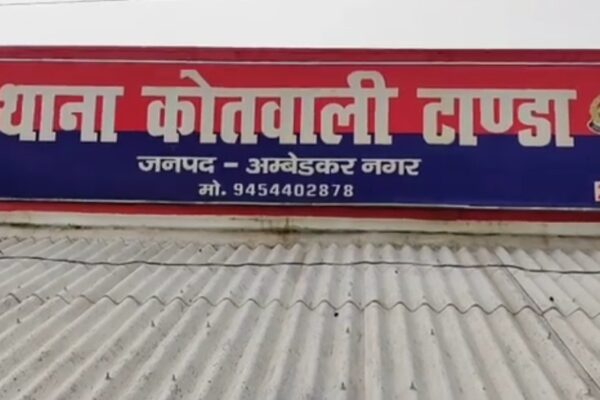 थाना कोतवाली टाण्डा
जनपद - अम्बेडकर नगर
मो. 9454402878